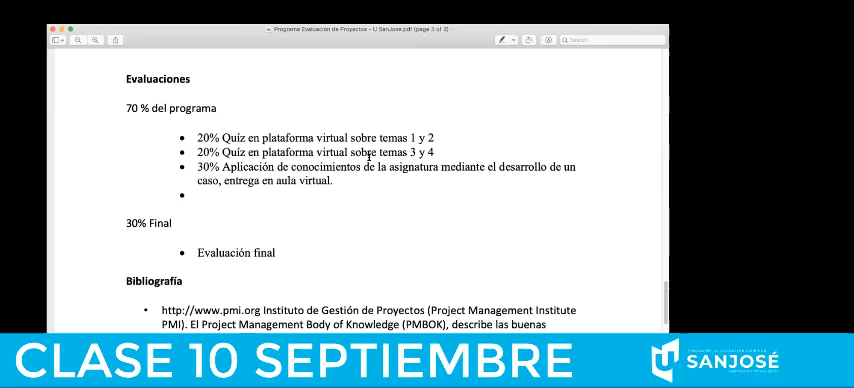 Programa Evaluación de Proyectos - U SanJose.pdf (page 3 of 3)
Search
Evaluaciones
70 % del programa
• 20% Quíz en plataforma virtual sobre temas 1 y 2
• 20% Quíz en plataforma virtual sobre temas 3 y 4
• 30% Aplicación de conocimientos de la asignatura mediante el desarrollo de un
caso, entrega en aula virtual.
•
30% Final
• Evaluación final
Bibliografía
• http://www.pmi.org Instituto de Gestión de Proyectos (Project Management Institute
PMI). El Project Management Body of Knowledge (PMBOK), describe las buenas
CLASE 10 SEPTIEMBRE
SANJOSÉ